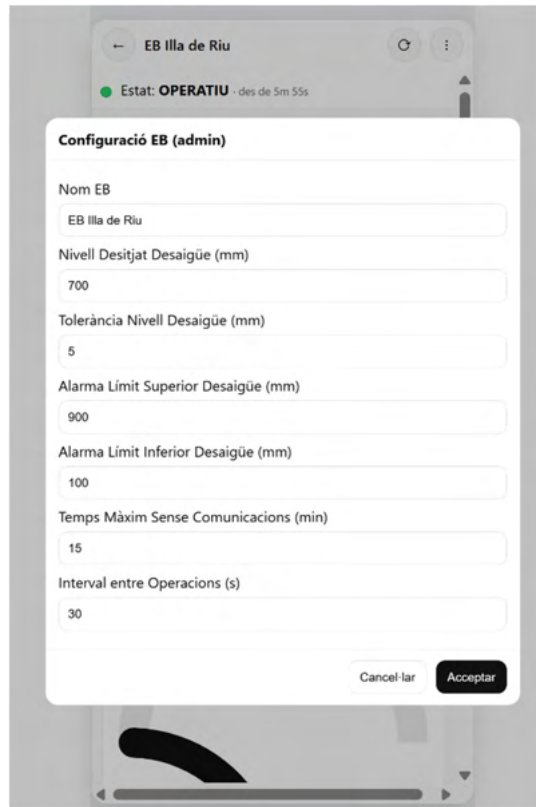 EB Illa de Riu
Estat: OPERATIU · des de 5m 55s
Configuració EB (admin)
Nom EB
EB Illa de Riu
Nivell Desitjat Desaigüe (mm)
700
Tolerància Nivell Desaigüe (mm)
5
Alarma Límit Superior Desaigüe (mm)
900
Alarma Límit Inferior Desaigüe (mm)
100
Temps Màxim Sense Comunicacions (min)
15
Interval entre Operacions (s)
30
Cancel·lar Acceptar